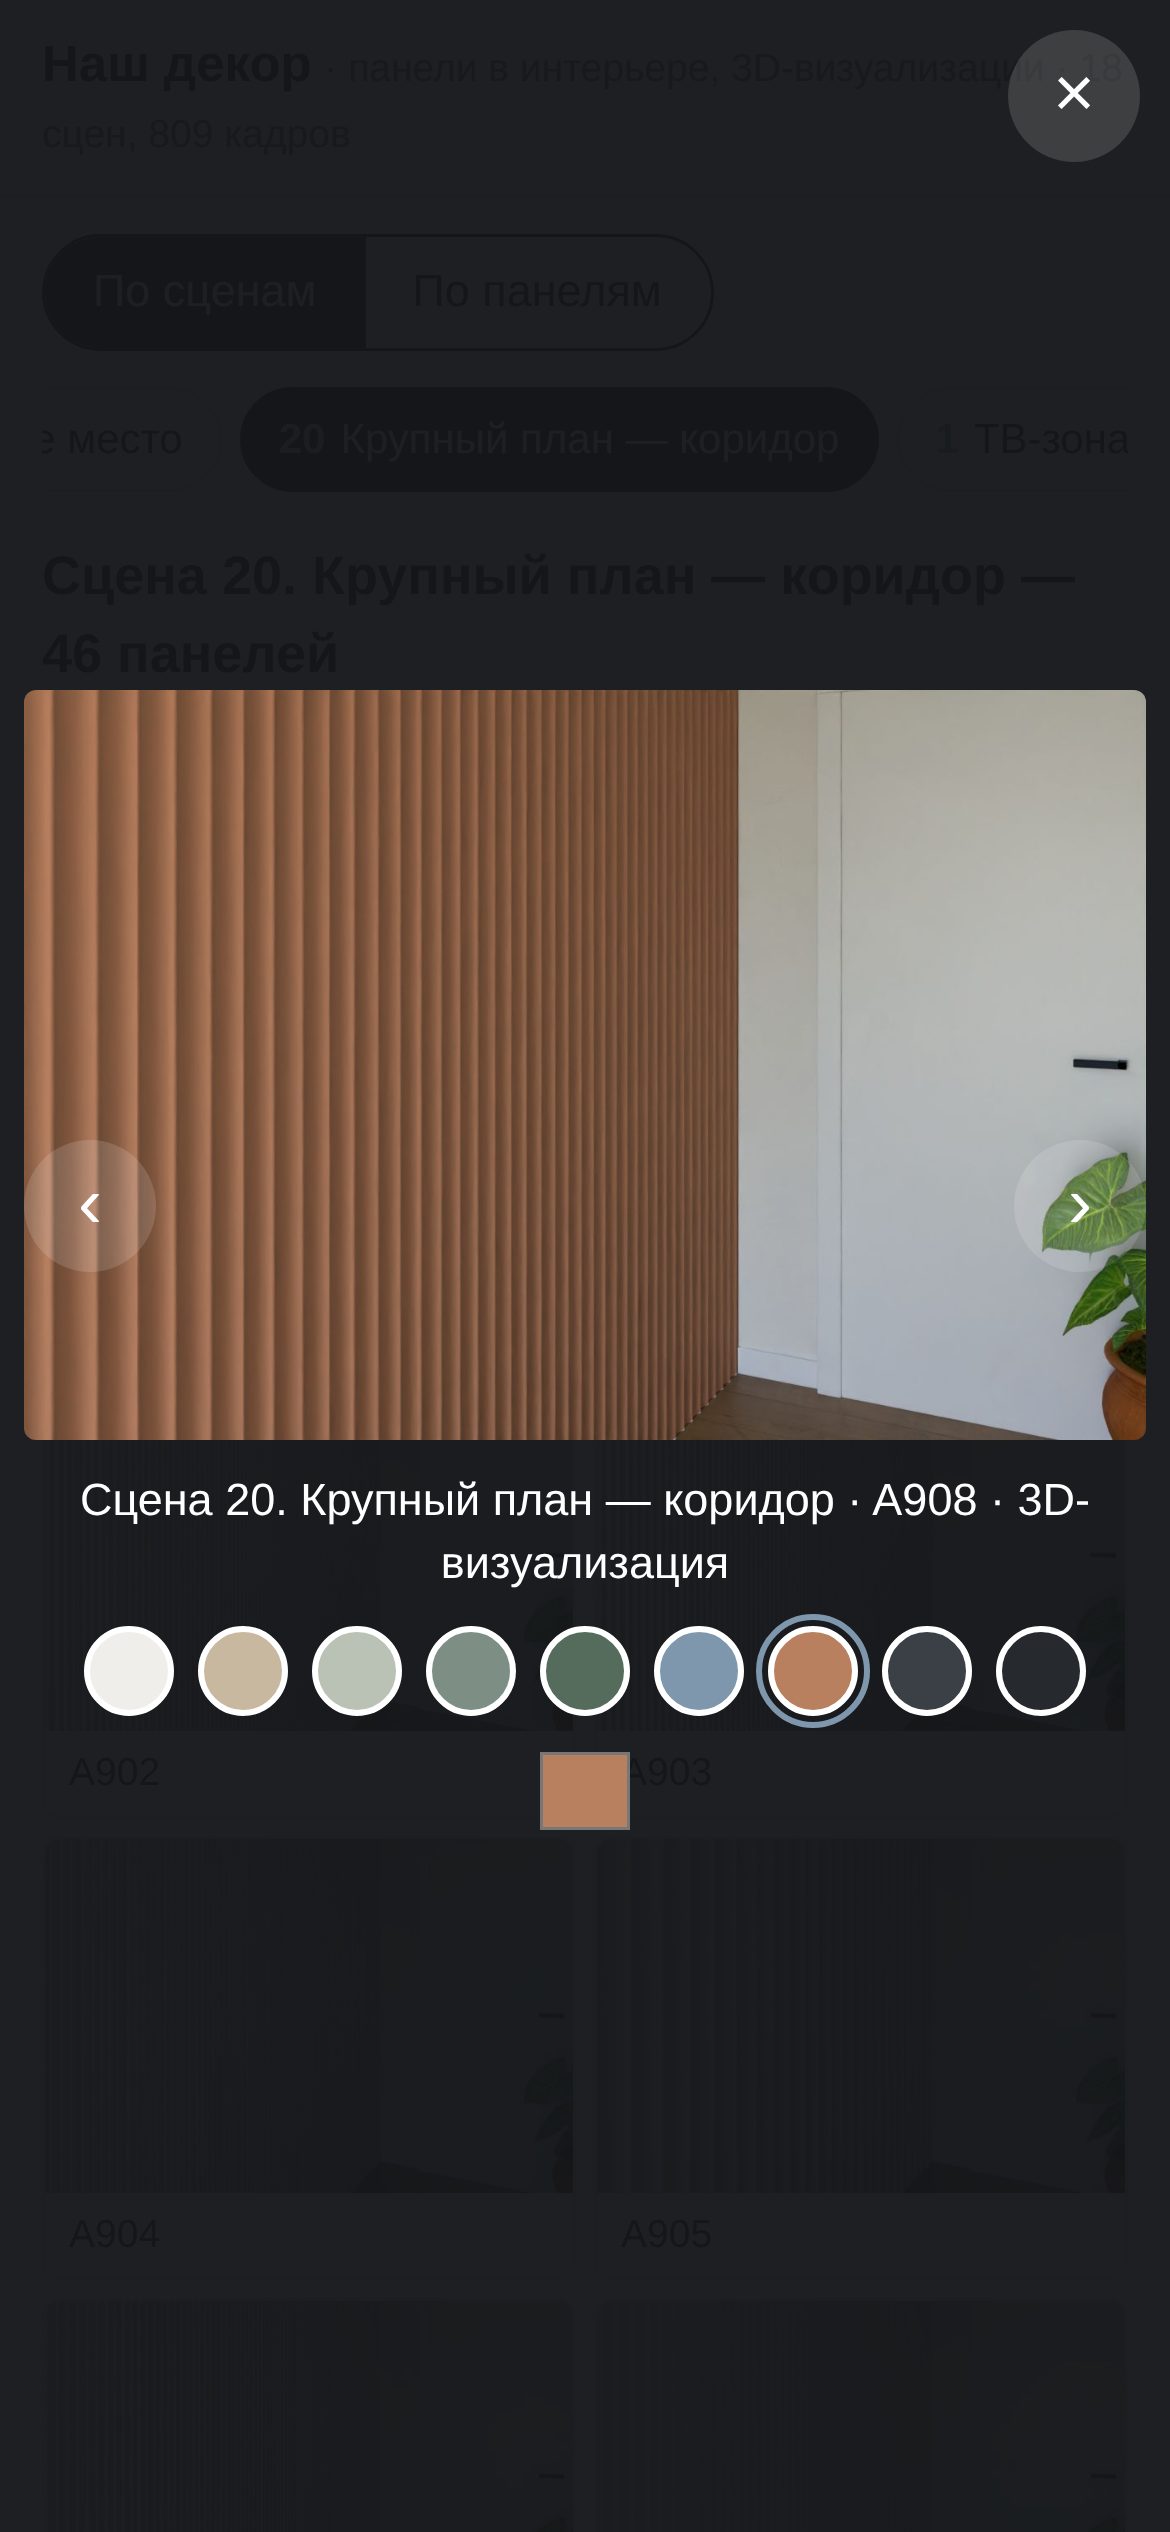 Наш декор · панели в интерьере, 3D-визуализации · 18
сцен, 809 кадров
×
По сценам По панелям
е место 20 Крупный план — коридор 1 ТВ-зона
Сцена 20. Крупный план — коридор —
46 панелей
‹ ›
Сцена 20. Крупный план — коридор · A908 · 3D-
визуализация
A902 A903
A904 A905